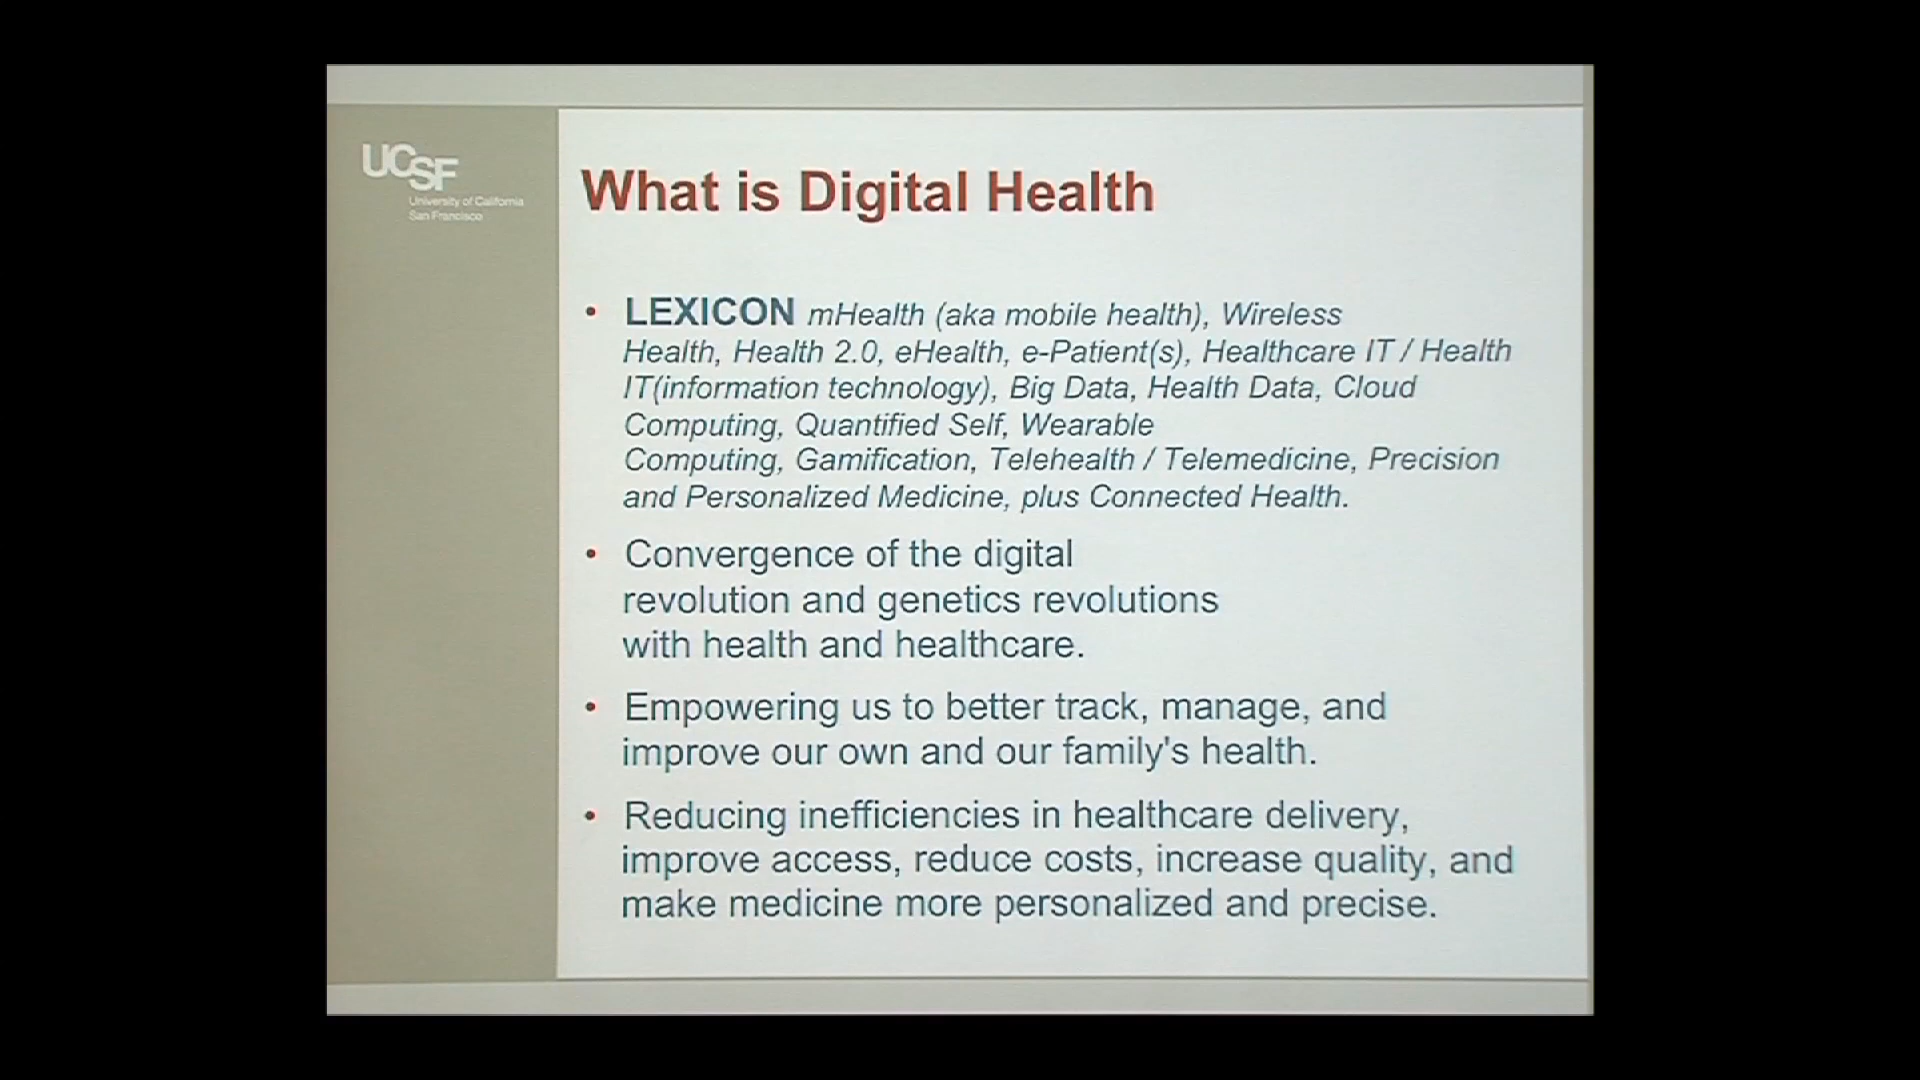 UCSF
University of California
San Francisco
What is Digital Health
• LEXICON mHealth (aka mobile health), Wireless
Health, Health 2.0, eHealth, e-Patient(s), Healthcare IT / Health
IT(information technology), Big Data, Health Data, Cloud
Computing, Quantified Self, Wearable
Computing, Gamification, Telehealth / Telemedicine, Precision
and Personalized Medicine, plus Connected Health.
• Convergence of the digital
revolution and genetics revolutions
with health and healthcare.
• Empowering us to better track, manage, and
improve our own and our family's health.
• Reducing inefficiencies in healthcare delivery,
improve access, reduce costs, increase quality, and
make medicine more personalized and precise.